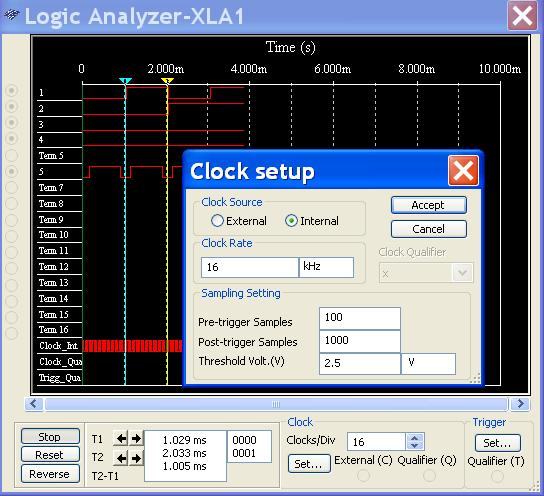 Logic Analyzer-XLA1
Time (s)
0 2.000m 4.000m 6.000m 8.000m 10.000m
1
2
3
4
Term 5
5
Term 7
Term 8
Term 9
Term 10
Term 11
Term 12
Term 13
Term 14
Term 15
Term 16
Clock_Int
Clock_Qua
Trigg_Qua
Clock setup
Clock Source
External Internal
Accept
Cancel
Clock Rate
16 kHz
Clock Qualifier
x
Sampling Setting
Pre-trigger Samples 100
Post-trigger Samples 1000
Threshold Volt.(V) 2.5 V
Stop
Reset
Reverse
T1 1.029 ms 0000
T2 2.033 ms 0001
T2-T1 1.005 ms
Clock
Clocks/Div 16
Set... External (C) Qualifier (Q)
Trigger
Set...
Qualifier (T)